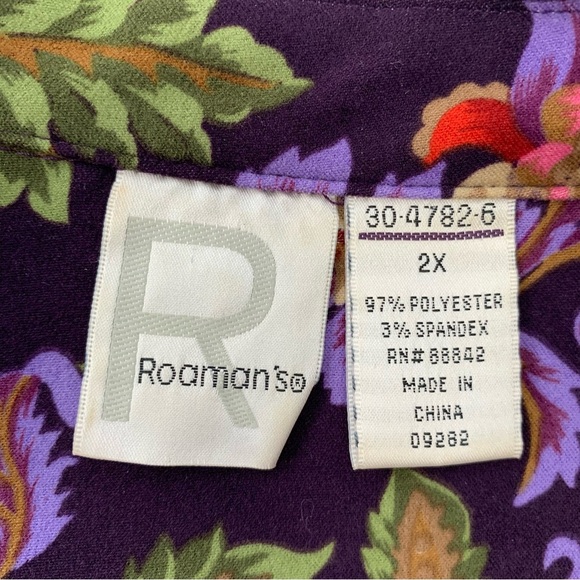 R
Roaman's®
30-4782-6
2X
97% POLYESTER
3% SPANDEX
RN# 88842
MADE IN
CHINA
09282